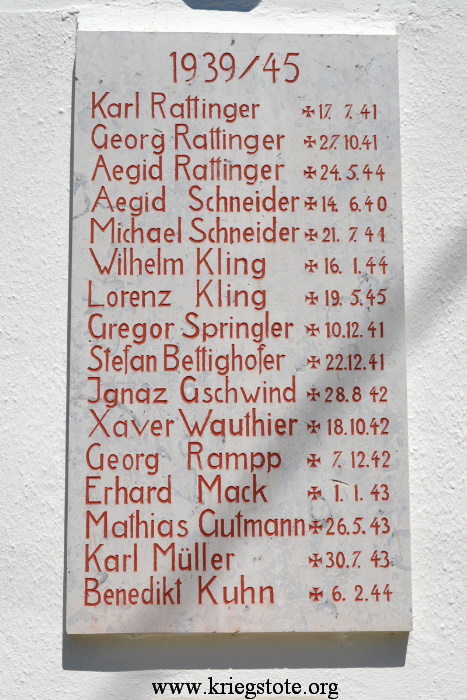 1939/45
Karl Rattinger ✠ 17. 7. 41
Georg Rattinger ✠ 27.10.41
Aegid Rattinger ✠ 24.5.44
Aegid Schneider ✠ 14. 6.40
Michael Schneider ✠ 21. 7.44
Wilhelm Kling ✠ 16. 1.44
Lorenz Kling ✠ 19. 5.45
Gregor Springler ✠ 10.12.41
Stefan Bettighofer ✠ 22.12.41
Jgnaz Gschwind ✠ 28.8 42
Xaver Wauthier ✠ 18.10.42
Georg Rampp ✠ 7. 12.42
Erhard Mack ✠ 1. 1. 43
Mathias Gutmann ✠ 26.5.43
Karl Müller ✠ 30.7. 43
Benedikt Kuhn ✠ 6. 2.44
www.kriegstote.org